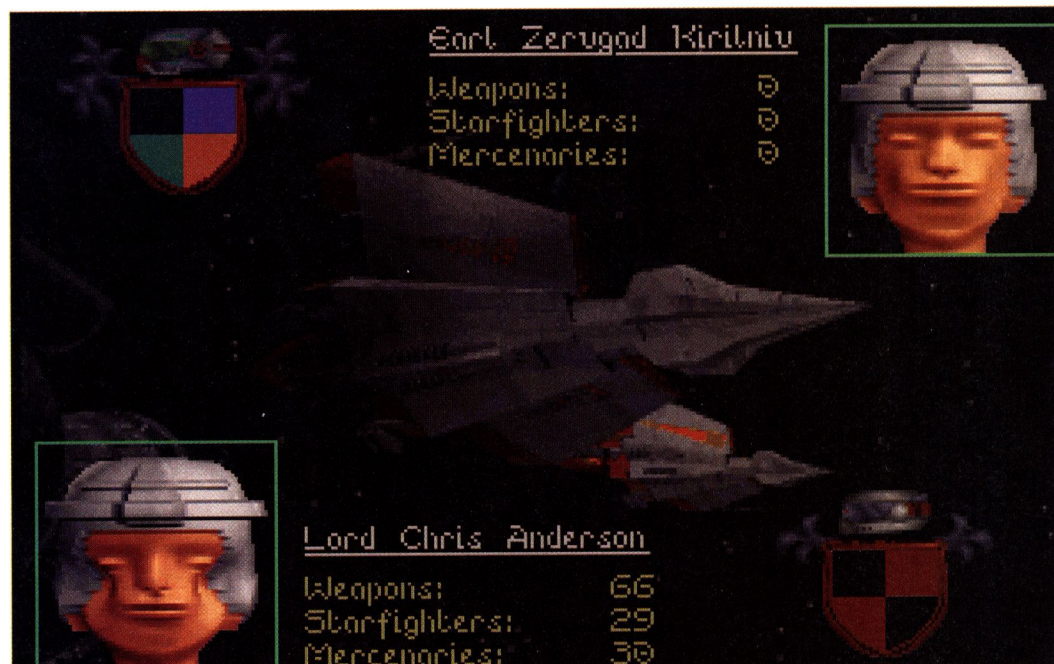 Earl Zerugad Kirilniv
Weapons: 0
Starfighters: 0
Mercenaries: 0
Lord Chris Anderson
Weapons: 66
Starfighters: 29
Mercenaries: 30